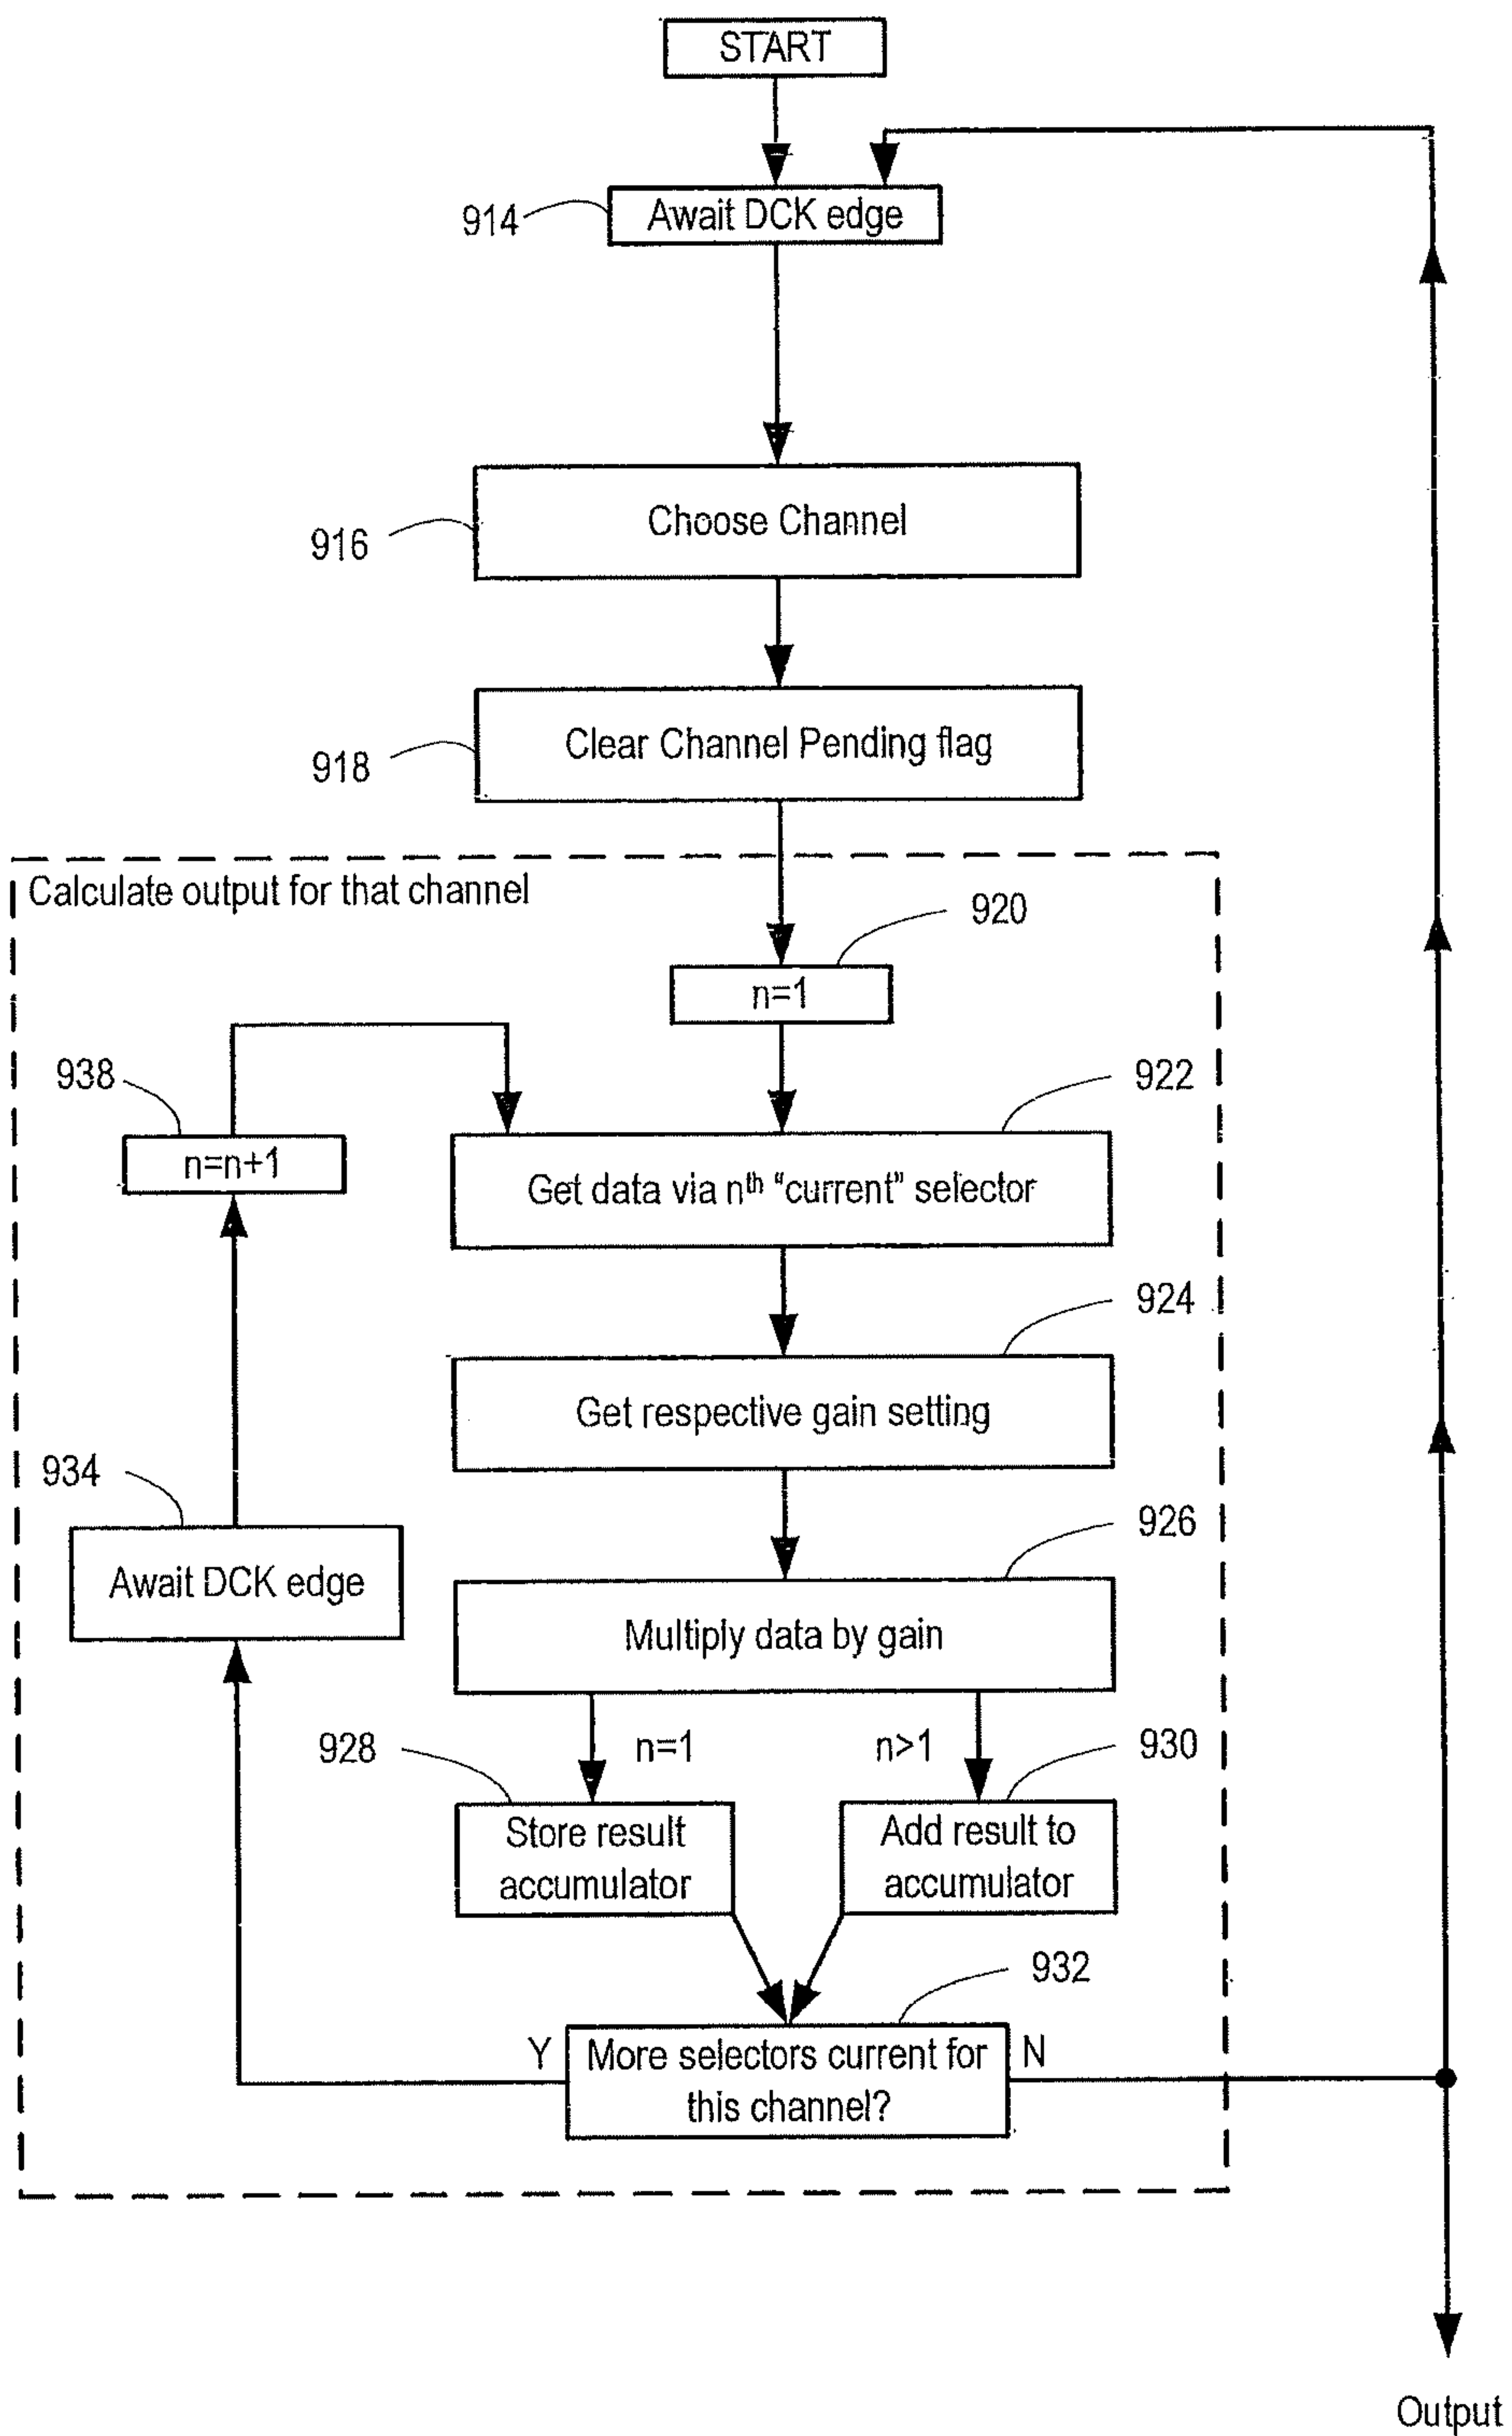 START
914
Await DCK edge
916
Choose Channel
918
Clear Channel Pending flag
Calculate output for that channel
920
n=1
938
n=n+1
922
Get data via nth “current” selector
924
Get respective gain setting
934
Await DCK edge
926
Multiply data by gain
928
n=1
n>1
930
Store result
accumulator
Add result to
accumulator
932
Y
More selectors current for
this channel?
N
Output